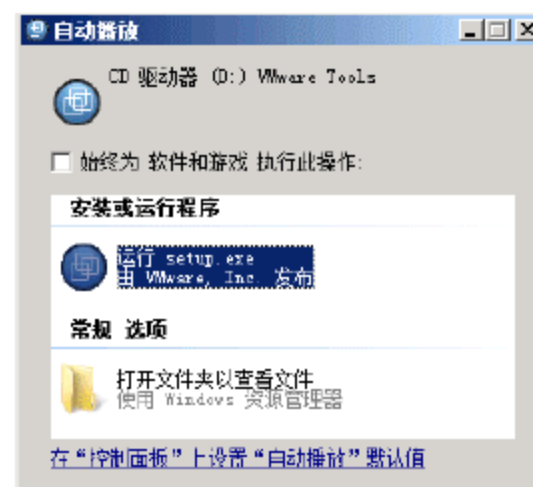 自动播放
CD 驱动器 (D:) VMware Tools
始终为 软件和游戏 执行此操作:
安装或运行程序
运行 setup.exe
由 VMware, Inc. 发布
常规 选项
打开文件夹以查看文件
使用 Windows 资源管理器
在“控制面板”上设置“自动播放”默认值